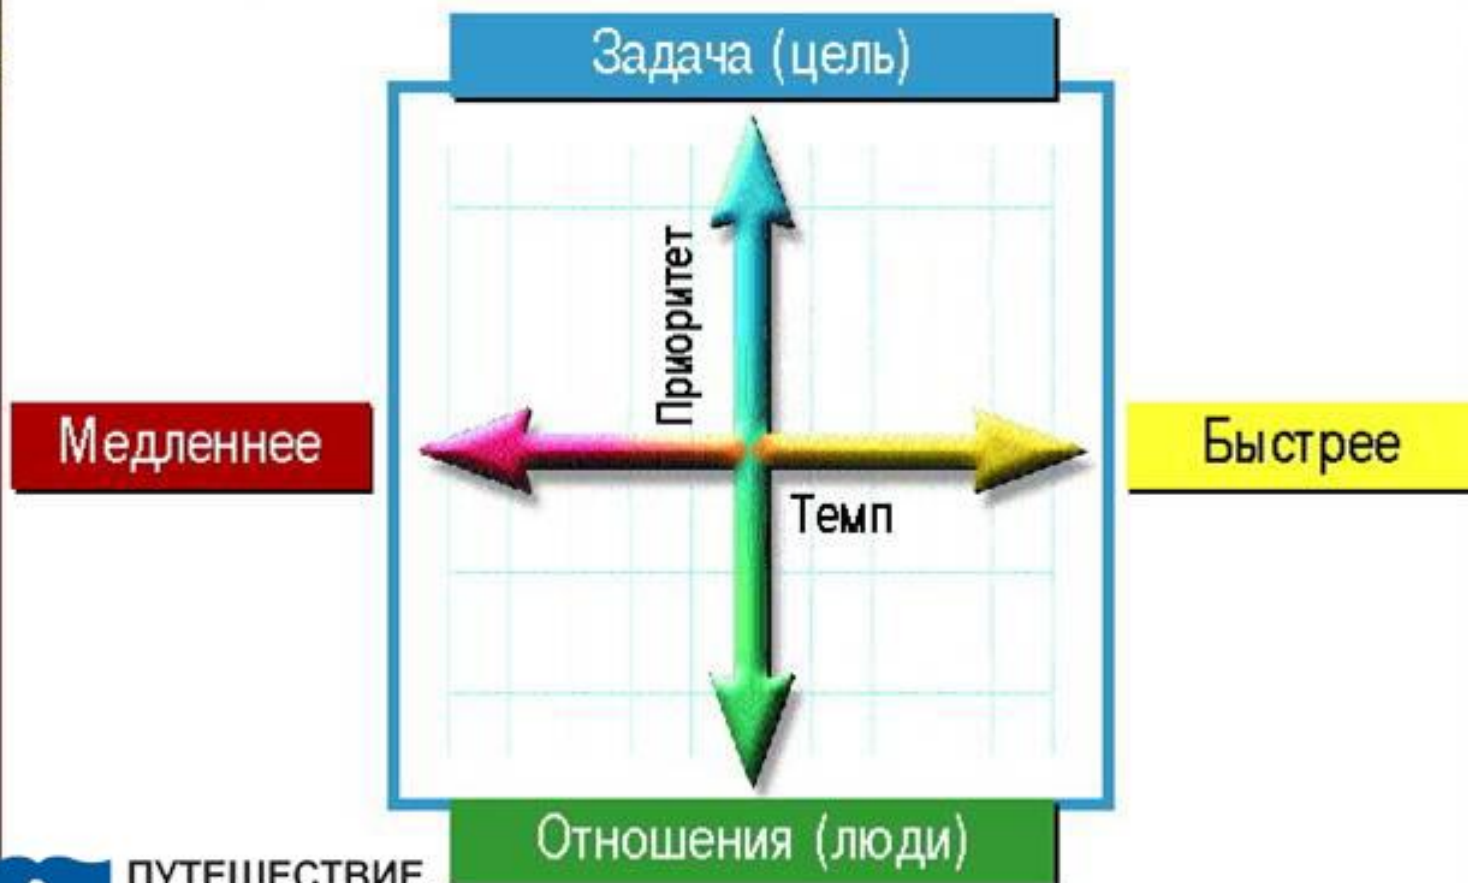 Задача (цель)
Приоритет
Медленнее
Быстрее
Темп
Отношения (люди)
ПУТЕШЕСТВИЕ